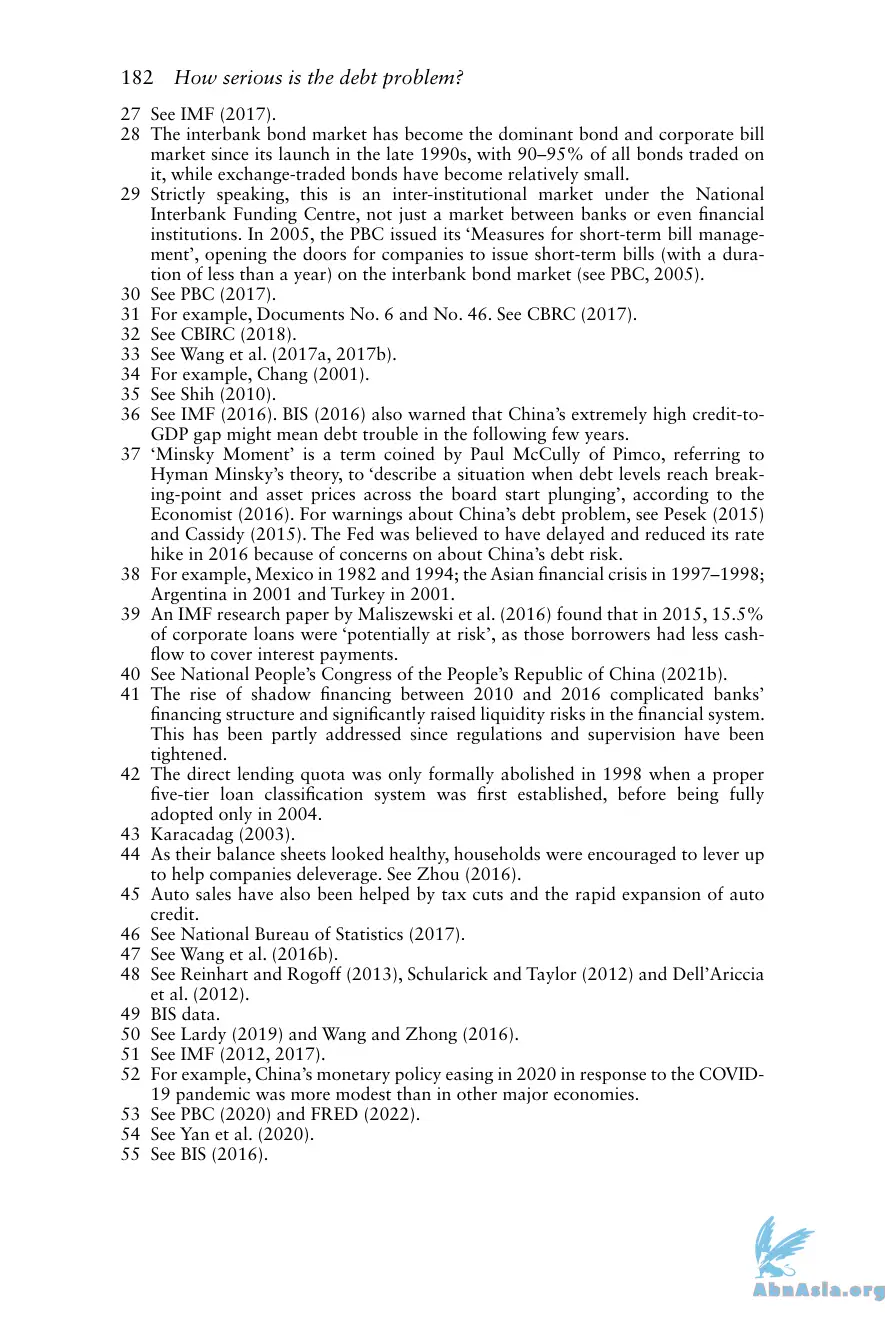 182 How serious is the debt problem?
27 See IMF (2017).
28 The interbank bond market has become the dominant bond and corporate bill
market since its launch in the late 1990s, with 90–95% of all bonds traded on
it, while exchange-traded bonds have become relatively small.
29 Strictly speaking, this is an inter-institutional market under the National
Interbank Funding Centre, not just a market between banks or even financial
institutions. In 2005, the PBC issued its ‘Measures for short-term bill manage-
ment’, opening the doors for companies to issue short-term bills (with a dura-
tion of less than a year) on the interbank bond market (see PBC, 2005).
30 See PBC (2017).
31 For example, Documents No. 6 and No. 46. See CBRC (2017).
32 See CBIRC (2018).
33 See Wang et al. (2017a, 2017b).
34 For example, Chang (2001).
35 See Shih (2010).
36 See IMF (2016). BIS (2016) also warned that China’s extremely high credit-to-
GDP gap might mean debt trouble in the following few years.
37 ‘Minsky Moment’ is a term coined by Paul McCully of Pimco, referring to
Hyman Minsky’s theory, to ‘describe a situation when debt levels reach break-
ing-point and asset prices across the board start plunging’, according to the
Economist (2016). For warnings about China’s debt problem, see Pesek (2015)
and Cassidy (2015). The Fed was believed to have delayed and reduced its rate
hike in 2016 because of concerns on about China’s debt risk.
38 For example, Mexico in 1982 and 1994; the Asian financial crisis in 1997–1998;
Argentina in 2001 and Turkey in 2001.
39 An IMF research paper by Maliszewski et al. (2016) found that in 2015, 15.5%
of corporate loans were ‘potentially at risk’, as those borrowers had less cash-
flow to cover interest payments.
40 See National People’s Congress of the People’s Republic of China (2021b).
41 The rise of shadow financing between 2010 and 2016 complicated banks’
financing structure and significantly raised liquidity risks in the financial system.
This has been partly addressed since regulations and supervision have been
tightened.
42 The direct lending quota was only formally abolished in 1998 when a proper
five-tier loan classification system was first established, before being fully
adopted only in 2004.
43 Karacadag (2003).
44 As their balance sheets looked healthy, households were encouraged to lever up
to help companies deleverage. See Zhou (2016).
45 Auto sales have also been helped by tax cuts and the rapid expansion of auto
credit.
46 See National Bureau of Statistics (2017).
47 See Wang et al. (2016b).
48 See Reinhart and Rogoff (2013), Schularick and Taylor (2012) and Dell’Ariccia
et al. (2012).
49 BIS data.
50 See Lardy (2019) and Wang and Zhong (2016).
51 See IMF (2012, 2017).
52 For example, China’s monetary policy easing in 2020 in response to the COVID-
19 pandemic was more modest than in other major economies.
53 See PBC (2020) and FRED (2022).
54 See Yan et al. (2020).
55 See BIS (2016).
AbnAsia.org